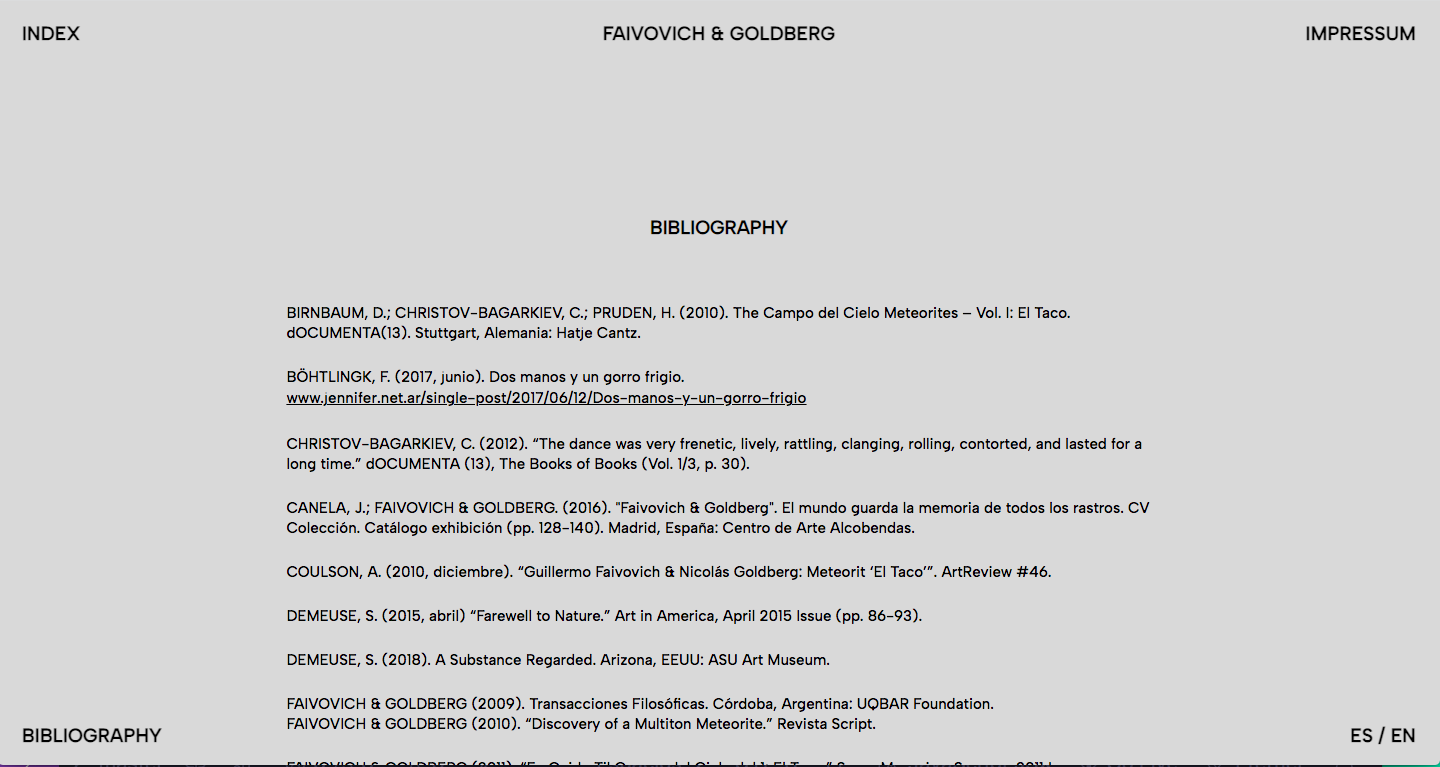 INDEX
FAIVOVICH & GOLDBERG
IMPRESSUM
BIBLIOGRAPHY
BIRNBAUM, D.; CHRISTOV-BAGARKIEV, C.; PRUDEN, H. (2010). The Campo del Cielo Meteorites – Vol. I: El Taco.
dOCUMENTA(13). Stuttgart, Alemania: Hatje Cantz.
BÖHTLINGK, F. (2017, junio). Dos manos y un gorro frigio.
www.jennifer.net.ar/single-post/2017/06/12/Dos-manos-y-un-gorro-frigio
CHRISTOV-BAGARKIEV, C. (2012). “The dance was very frenetic, lively, rattling, clanging, rolling, contorted, and lasted for a
long time.” dOCUMENTA (13), The Books of Books (Vol. 1/3, p. 30).
CANELA, J.; FAIVOVICH & GOLDBERG. (2016). "Faivovich & Goldberg". El mundo guarda la memoria de todos los rastros. CV
Colección. Catálogo exhibición (pp. 128-140). Madrid, España: Centro de Arte Alcobendas.
COULSON, A. (2010, diciembre). “Guillermo Faivovich & Nicolás Goldberg: Meteorit ‘El Taco’”. ArtReview #46.
DEMEUSE, S. (2015, abril) “Farewell to Nature.” Art in America, April 2015 Issue (pp. 86-93).
DEMEUSE, S. (2018). A Substance Regarded. Arizona, EEUU: ASU Art Museum.
FAIVOVICH & GOLDBERG (2009). Transacciones Filosóficas. Córdoba, Argentina: UQBAR Foundation.
FAIVOVICH & GOLDBERG (2010). “Discovery of a Multiton Meteorite.” Revista Script.
BIBLIOGRAPHY
ES / EN
FAIVOVICH & GOLDBERG (2011).